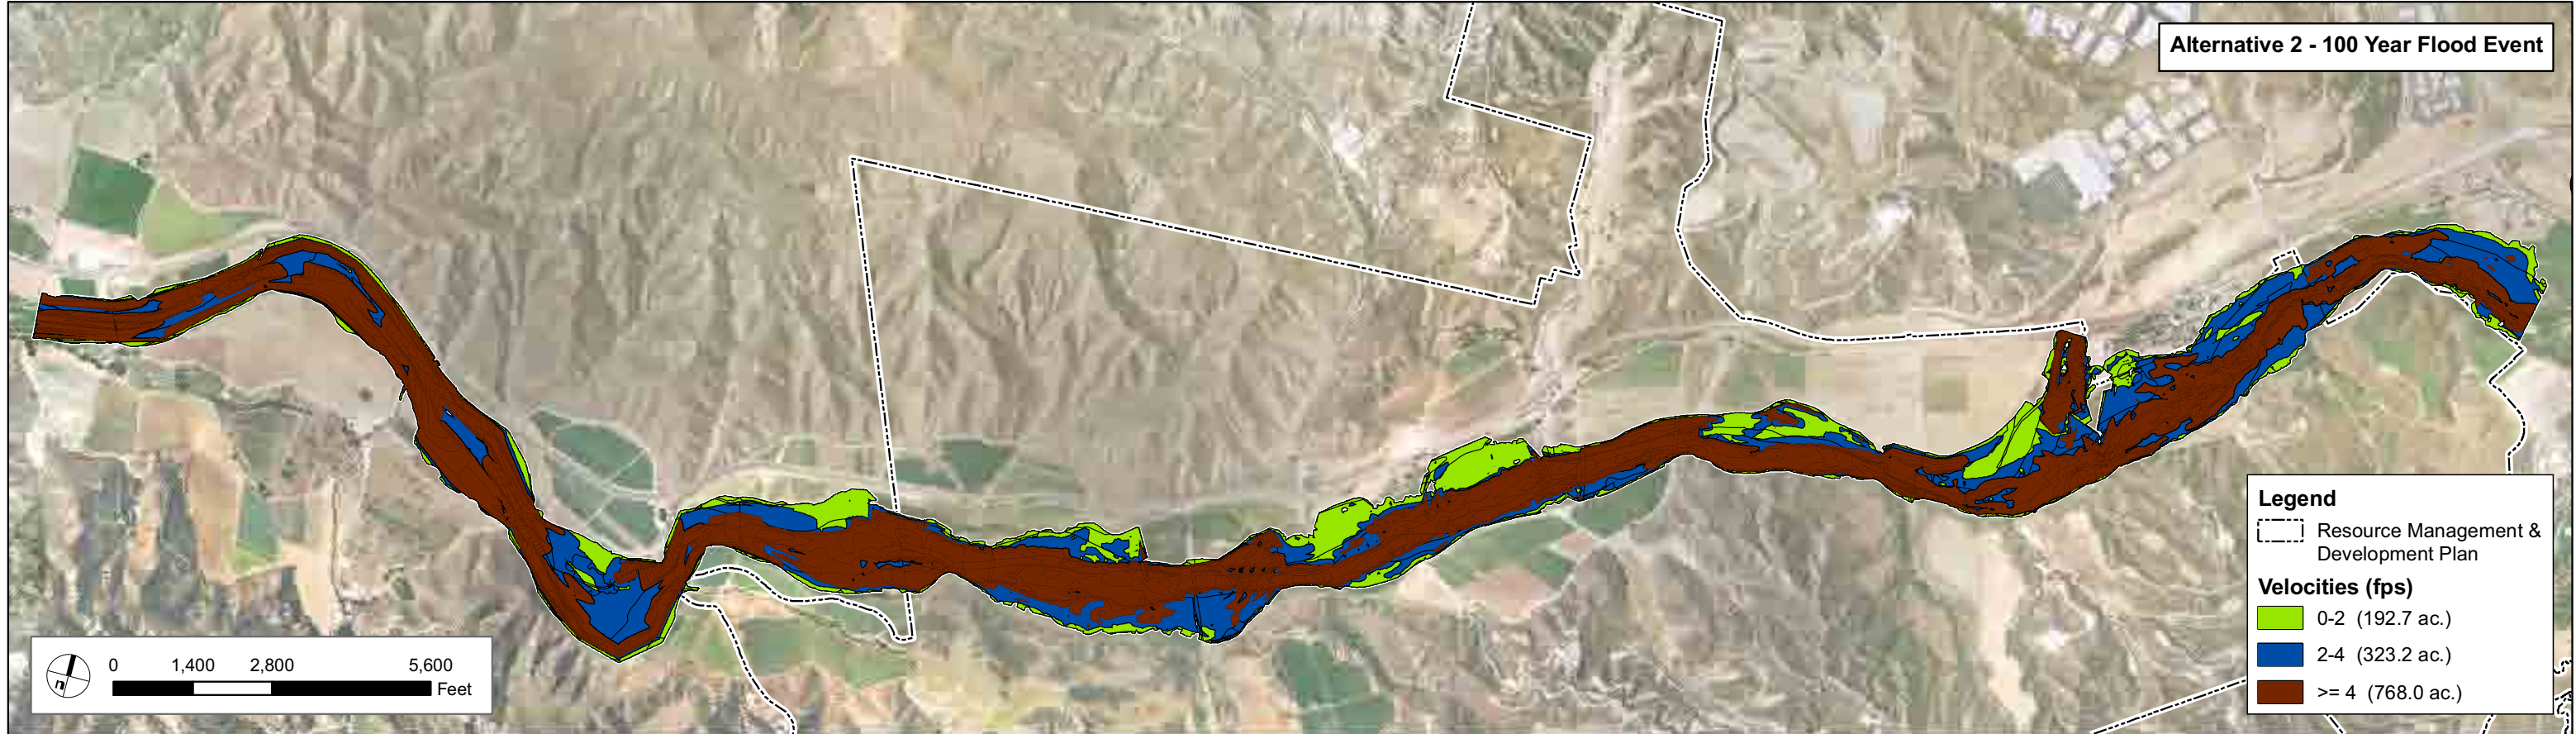 Alternative 2 - 100 Year Flood Event
Legend
Resource Management &
Development Plan
Velocities (fps)
0-2 (192.7 ac.)
2-4 (323.2 ac.)
>= 4 (768.0 ac.)
n
0 1,400 2,800 5,600
Feet